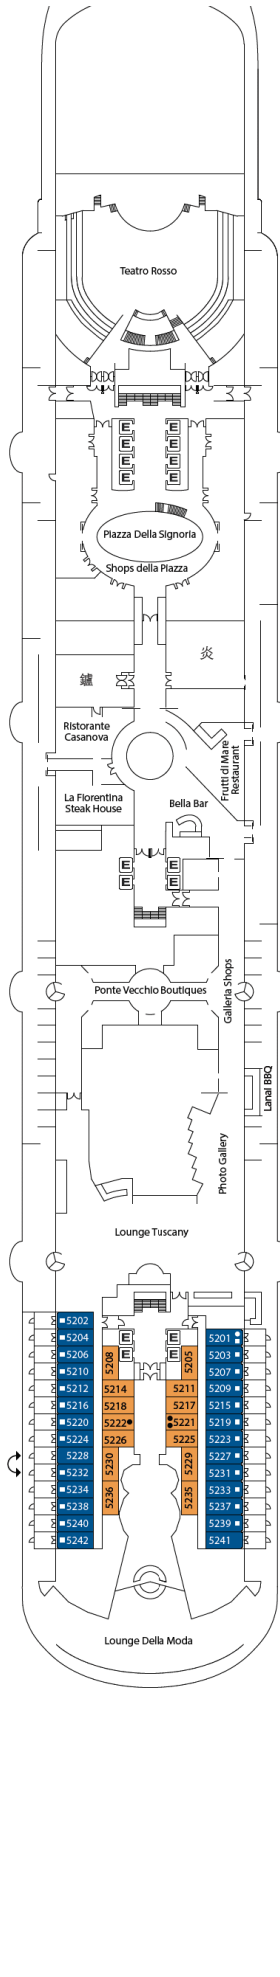 Teatro Rosso
E E
E E
E E
E E
Piazza Della Signoria
Shops della Piazza
炎
鑪
Ristorante
Casanova
Frutti di Mare
Restaurant
La Fiorentina
Steak House
Bella Bar
E E
E E
Ponte Vecchio Boutiques
Galleria Shops
Lanai BBQ
Photo Gallery
Lounge Tuscany
5202
5204 E E 5201
5206 5208 E E 5205 5203
5210 5207
5212 5214 5211 5209
5216 5218 5217 5215
5220 5222 5221 5219
5224 5226 5225 5223
5228 5230 5229 5227
5232 5231
5234 5236 5235 5233
5238 5237
5240 5239
5242 5241
Lounge Della Moda